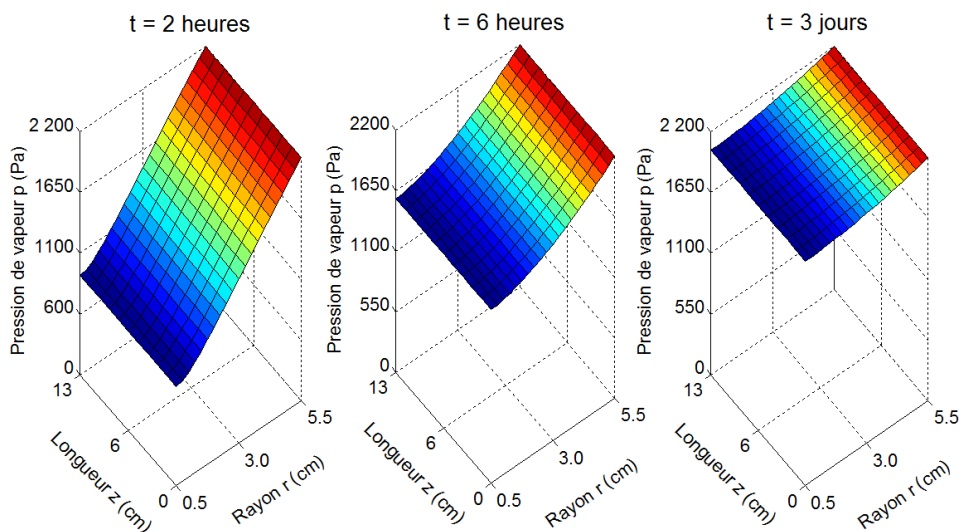 t = 2 heures
2 200
1650
1100
600
0
13
6
0
0.5
3.0
5.5
Pression de vapeur p (Pa)
Longueur z (cm)
Rayon r (cm)
t = 6 heures
2200
1650
1100
550
0
13
6
0
0.5
3.0
5.5
Pression de vapeur p (Pa)
Longueur z (cm)
Rayon r (cm)
t = 3 jours
2 200
1650
1100
550
0
13
6
0
0.5
3.0
5.5
Pression de vapeur p (Pa)
Longueur z (cm)
Rayon r (cm)